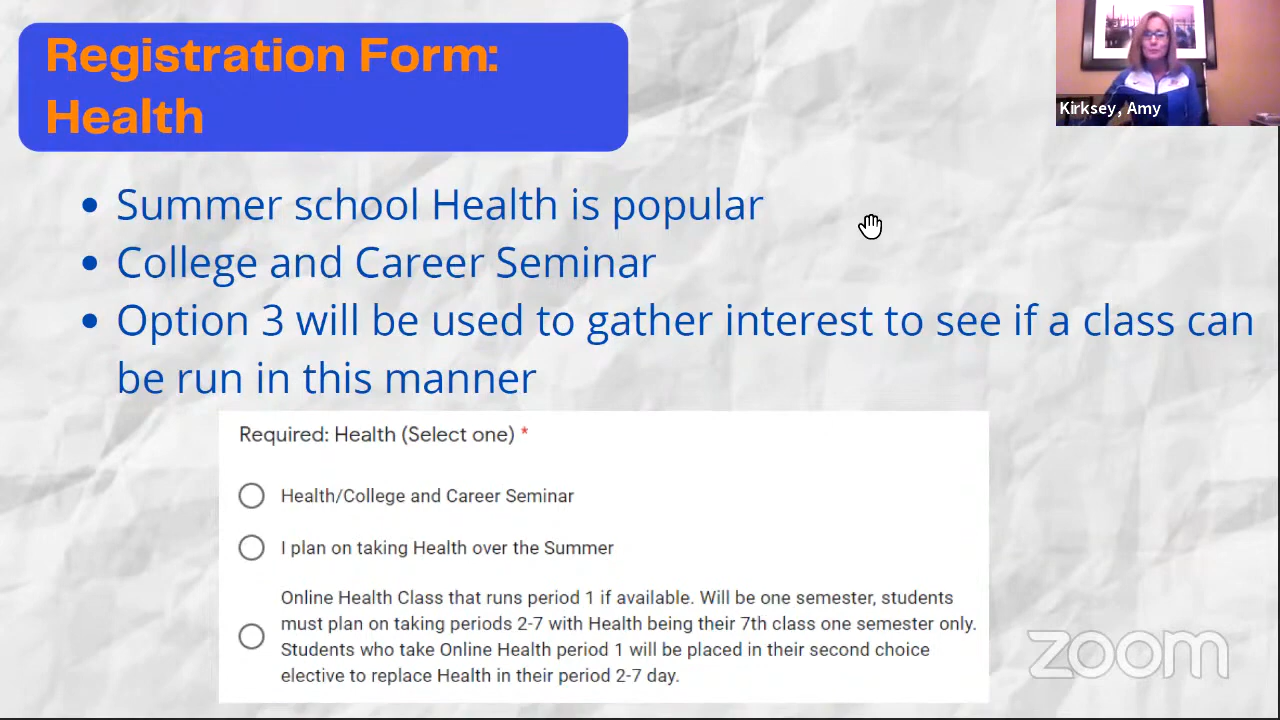 Registration Form:
Health
Kirksey, Amy
• Summer school Health is popular
• College and Career Seminar
• Option 3 will be used to gather interest to see if a class can
be run in this manner
Required: Health (Select one) *
Health/College and Career Seminar
I plan on taking Health over the Summer
Online Health Class that runs period 1 if available. Will be one semester, students
must plan on taking periods 2-7 with Health being their 7th class one semester only.
Students who take Online Health period 1 will be placed in their second choice
elective to replace Health in their period 2-7 day.
zoom